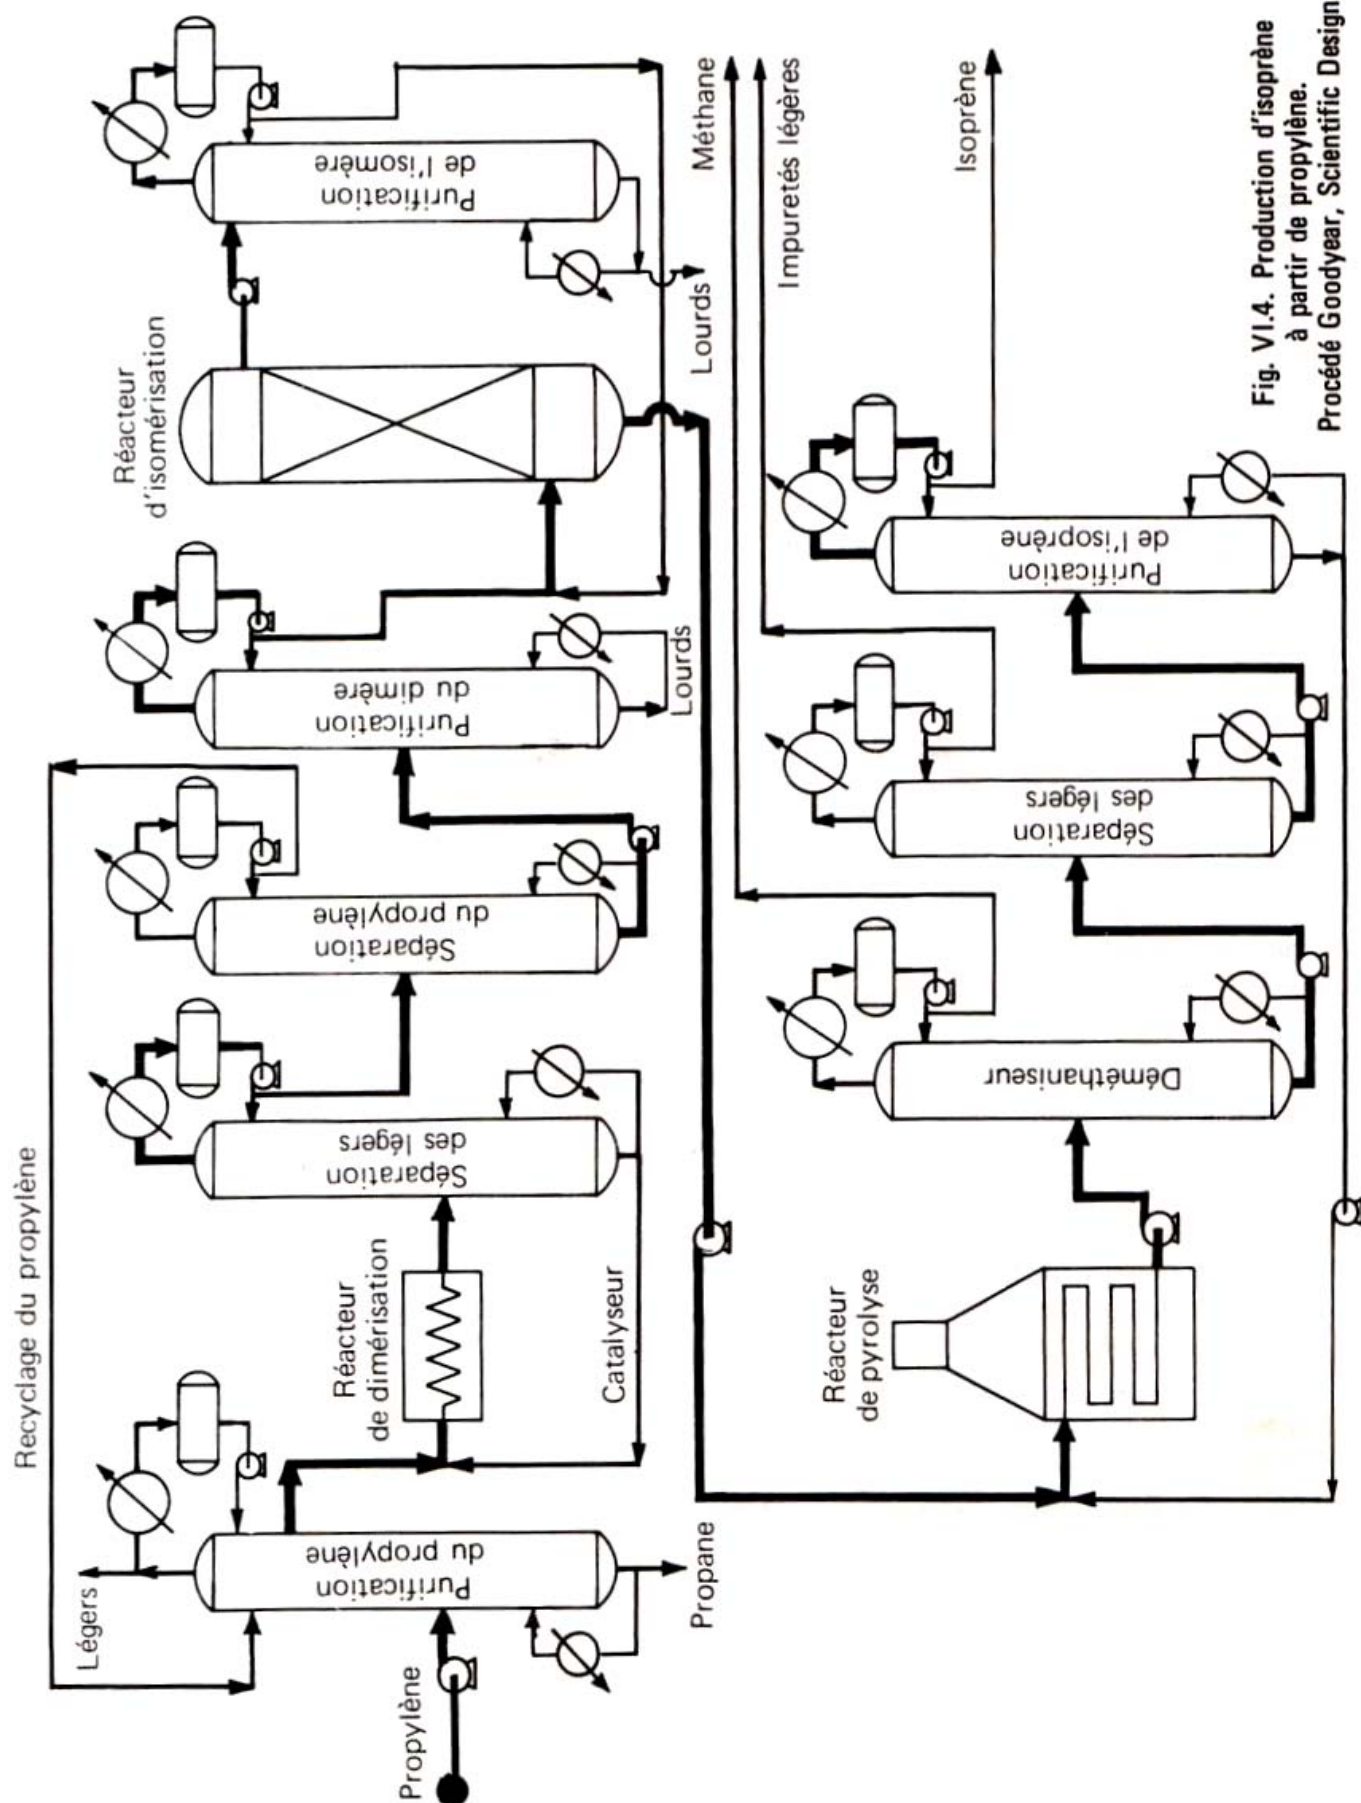 Recyclage du propylène
Légers
Propylène
Purification
du propylène
Propane
Réacteur
de dimérisation
Catalyseur
Séparation
des légers
Séparation
du propylène
Purification
du dimère
Lourds
Réacteur
d'isomérisation
Purification
de l'isomère
Lourds
Réacteur
de pyrolyse
Déméthaniseur
Séparation
des légers
Purification
de l'isoprène
Méthane
Impuretés légères
Isoprène
Fig. VI.4. Production d'isoprène
à partir de propylène.
Procédé Goodyear, Scientific Design